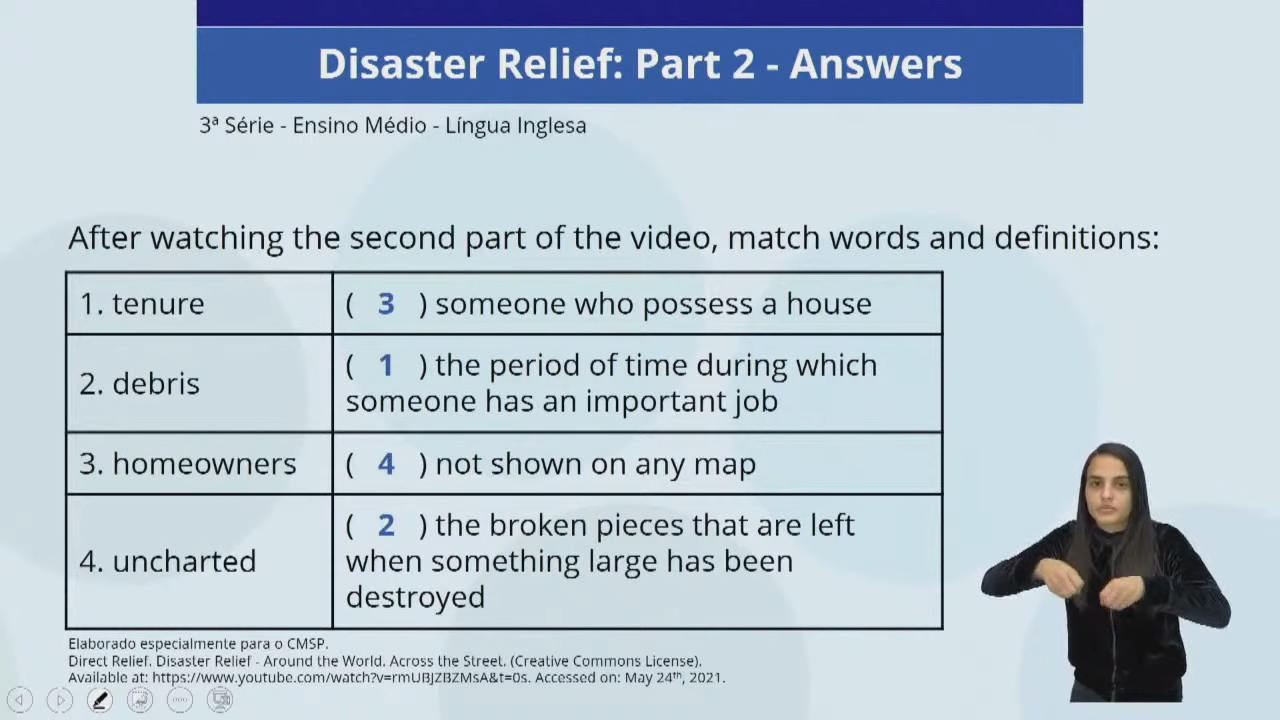 Disaster Relief: Part 2 - Answers
3ª Série - Ensino Médio - Língua Inglesa
After watching the second part of the video, match words and definitions:
1. tenure
( 3 ) someone who possess a house
2. debris
( 1 ) the period of time during which
someone has an important job
3. homeowners
( 4 ) not shown on any map
4. uncharted
( 2 ) the broken pieces that are left
when something large has been
destroyed
Elaborado especialmente para o CMSP.
Direct Relief. Disaster Relief - Around the World. Across the Street. (Creative Commons License).
Available at: https://www.youtube.com/watch?v=rmUBJZBZMsA&t=0s. Accessed on: May 24ᵗʰ, 2021.